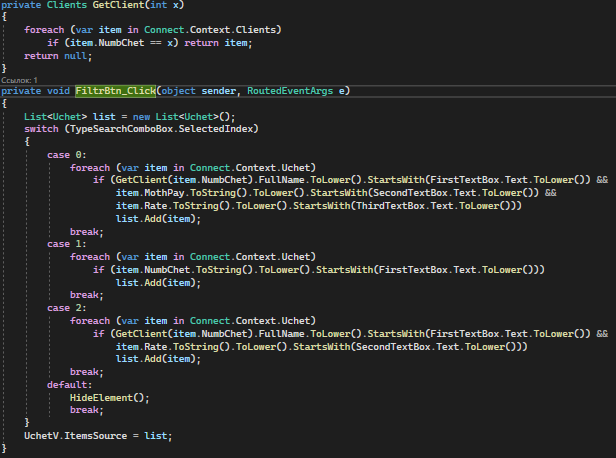 private Clients GetClient(int x)
{
foreach (var item in Connect.Context.Clients)
if (item.NumbChet == x) return item;
return null;
}
Ссылок: 1
private void FiltrBtn_Click(object sender, RoutedEventArgs e)
{
List<Uchet> list = new List<Uchet>();
switch (TypeSearchComboBox.SelectedIndex)
{
case 0:
foreach (var item in Connect.Context.Uchet)
if (GetClient(item.NumbChet).FullName.ToLower().StartsWith(FirstTextBox.Text.ToLower()) &&
item.MothPay.ToString().ToLower().StartsWith(SecondTextBox.Text.ToLower()) &&
item.Rate.ToString().ToLower().StartsWith(ThirdTextBox.Text.ToLower()))
list.Add(item);
break;
case 1:
foreach (var item in Connect.Context.Uchet)
if (item.NumbChet.ToString().ToLower().StartsWith(FirstTextBox.Text.ToLower()))
list.Add(item);
break;
case 2:
foreach (var item in Connect.Context.Uchet)
if (GetClient(item.NumbChet).FullName.ToLower().StartsWith(FirstTextBox.Text.ToLower()) &&
item.Rate.ToString().ToLower().StartsWith(SecondTextBox.Text.ToLower()))
list.Add(item);
break;
default:
HideElement();
break;
}
UchetV.ItemsSource = list;
}